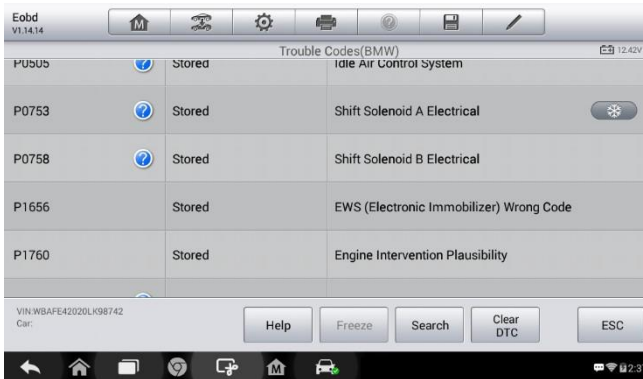 Eobd
V1.14.14
Trouble Codes(BMW)
12.42V
P0505 Stored Idle Air Control System
P0753 Stored Shift Solenoid A Electrical
P0758 Stored Shift Solenoid B Electrical
P1656 Stored EWS (Electronic Immobilizer) Wrong Code
P1760 Stored Engine Intervention Plausibility
VIN:WBAFE42020LK98742
Car:
Help
Freeze
Search
Clear
DTC
ESC